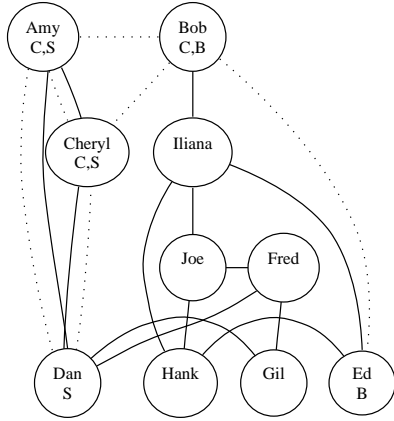 Amy
C,S
Bob
C,B
Cheryl
C,S
Iliana
Joe
Fred
Dan
S
Hank
Gil
Ed
B